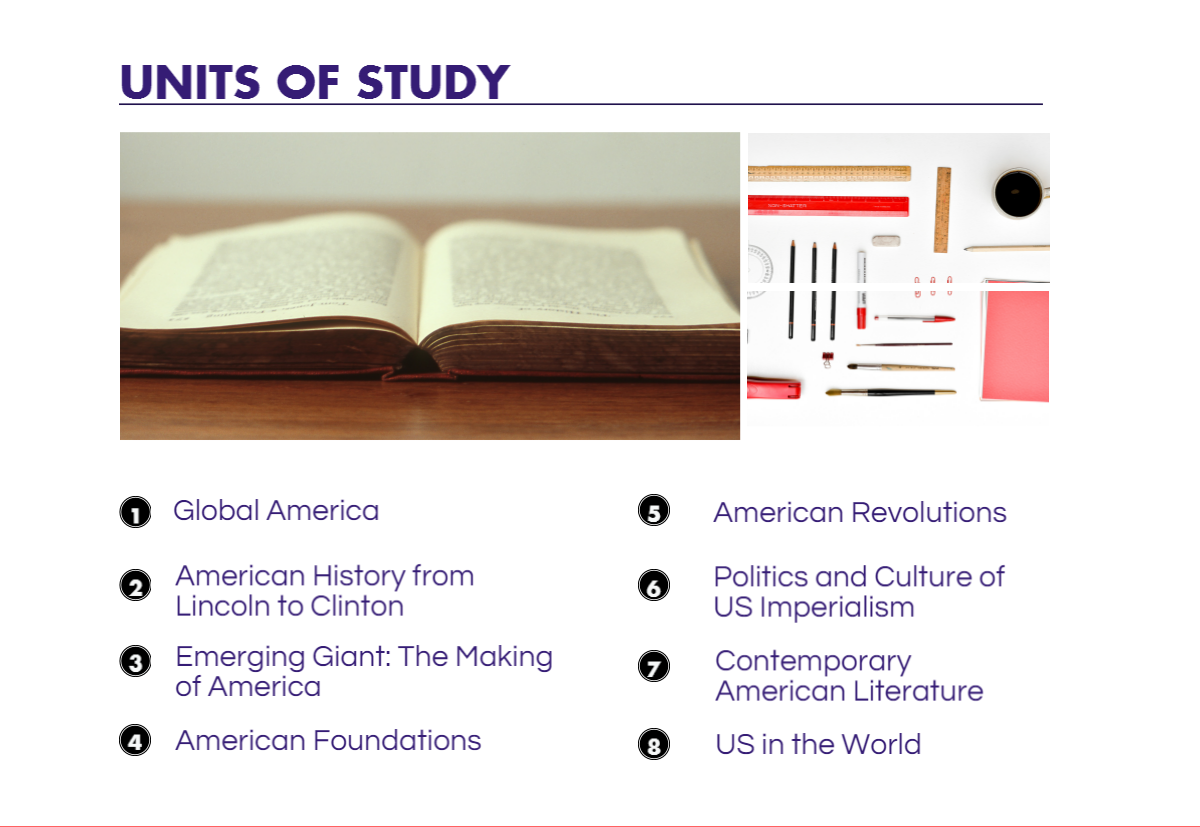 UNITS OF STUDY
1 Global America
2 American History from
Lincoln to Clinton
3 Emerging Giant: The Making
of America
4 American Foundations
5 American Revolutions
6 Politics and Culture of
US Imperialism
7 Contemporary
American Literature
8 US in the World